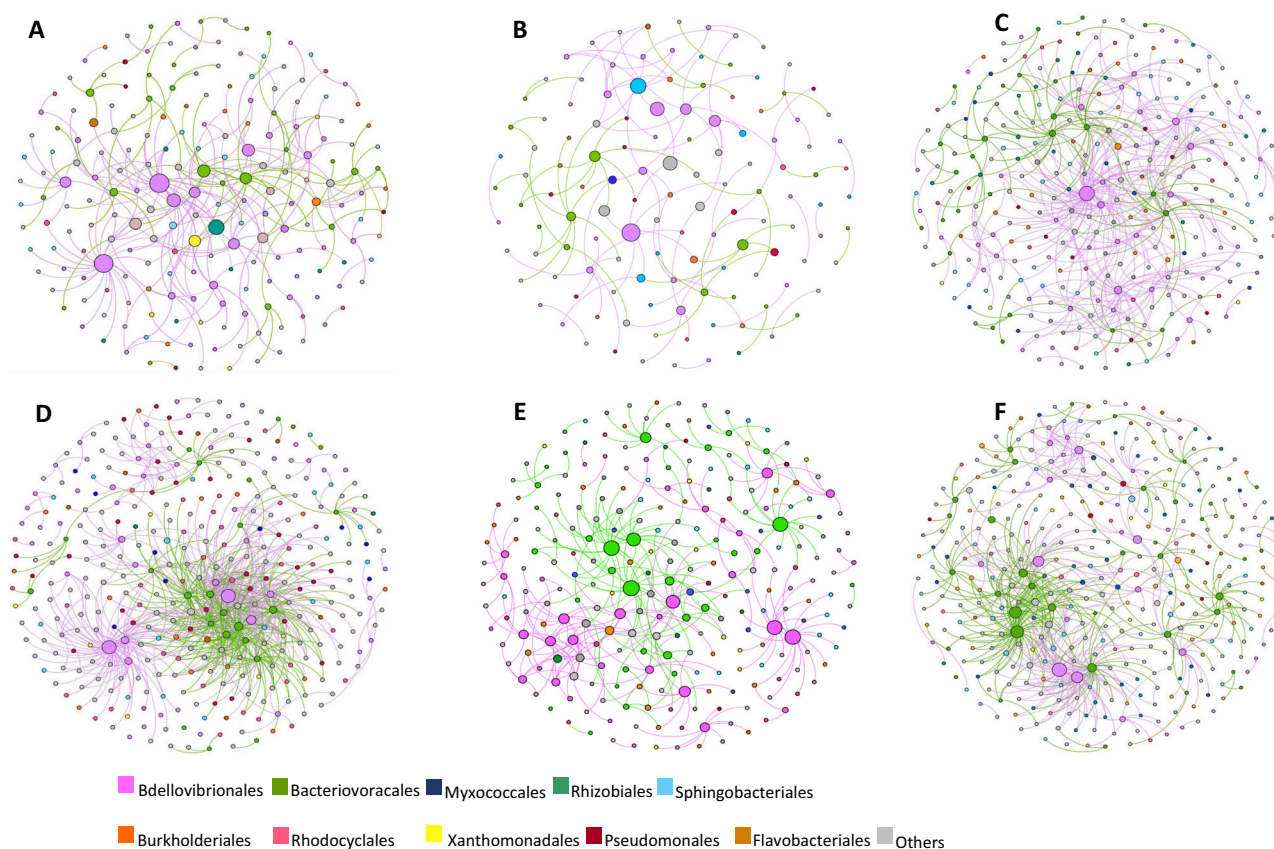 A B C
D E F
Bdellovibrionales Bacteriovoracales Myxococcales Rhizobiales Sphingobacteriales
Burkholderiales Rhodocyclales Xanthomonadales Pseudomonales Flavobacteriales Others